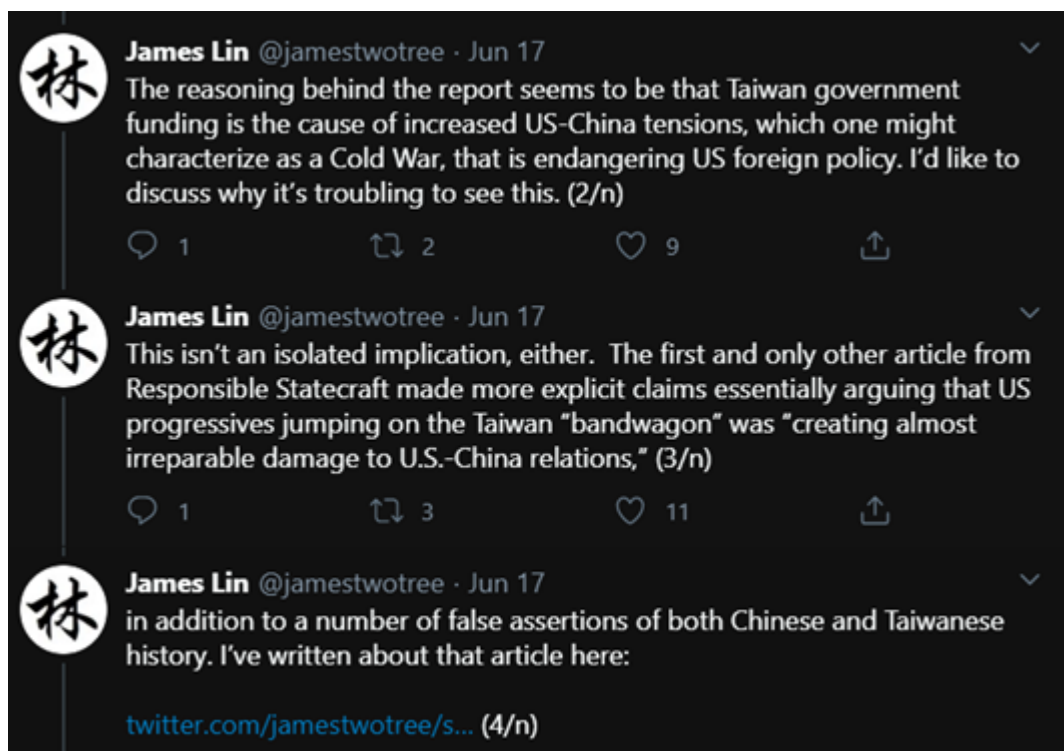 林
James Lin @jamestwotree · Jun 17
The reasoning behind the report seems to be that Taiwan government
funding is the cause of increased US-China tensions, which one might
characterize as a Cold War, that is endangering US foreign policy. I'd like to
discuss why it's troubling to see this. (2/n)
1 2 9
林
James Lin @jamestwotree · Jun 17
This isn't an isolated implication, either.  The first and only other article from
Responsible Statecraft made more explicit claims essentially arguing that US
progressives jumping on the Taiwan "bandwagon" was "creating almost
irreparable damage to U.S.-China relations," (3/n)
1 3 11
林
James Lin @jamestwotree · Jun 17
in addition to a number of false assertions of both Chinese and Taiwanese
history. I've written about that article here:
twitter.com/jamestwotree/s... (4/n)